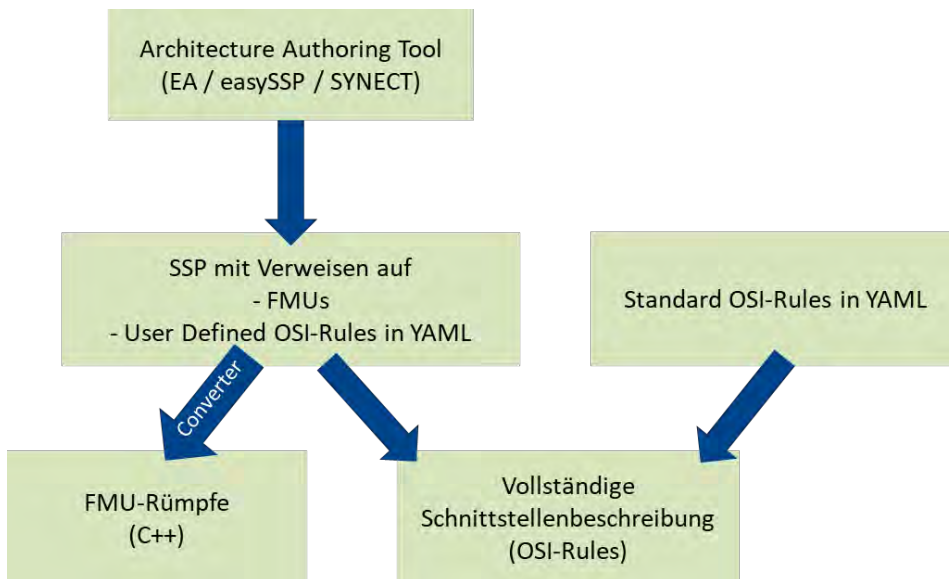 Architecture Authoring Tool
(EA / easySSP / SYNECT)
SSP mit Verweisen auf
- FMUs
- User Defined OSI-Rules in YAML
Standard OSI-Rules in YAML
Converter
FMU-Rümpfe
(C++)
Vollständige
Schnittstellenbeschreibung
(OSI-Rules)